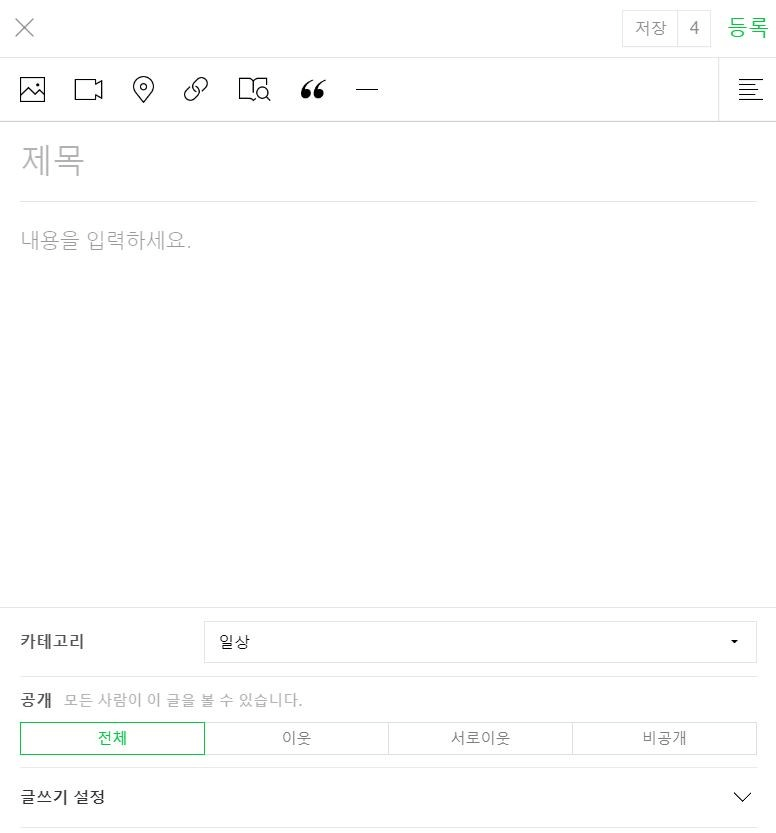 저장 4 등록
제목
내용을 입력하세요.
카테고리 일상
공개 모든 사람이 이 글을 볼 수 있습니다.
전체 이웃 서로이웃 비공개
글쓰기 설정